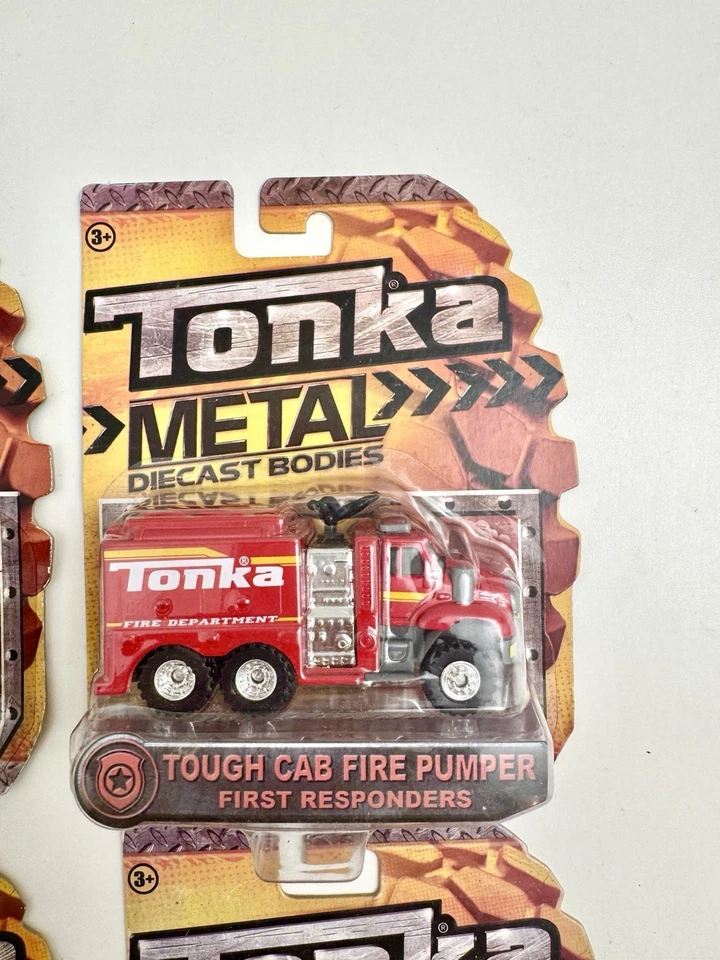 3+
Tonka®
METAL
DIECAST BODIES
Tonka®
FIRE DEPARTMENT
TOUGH CAB FIRE PUMPER
FIRST RESPONDERS
3+
Tonka®